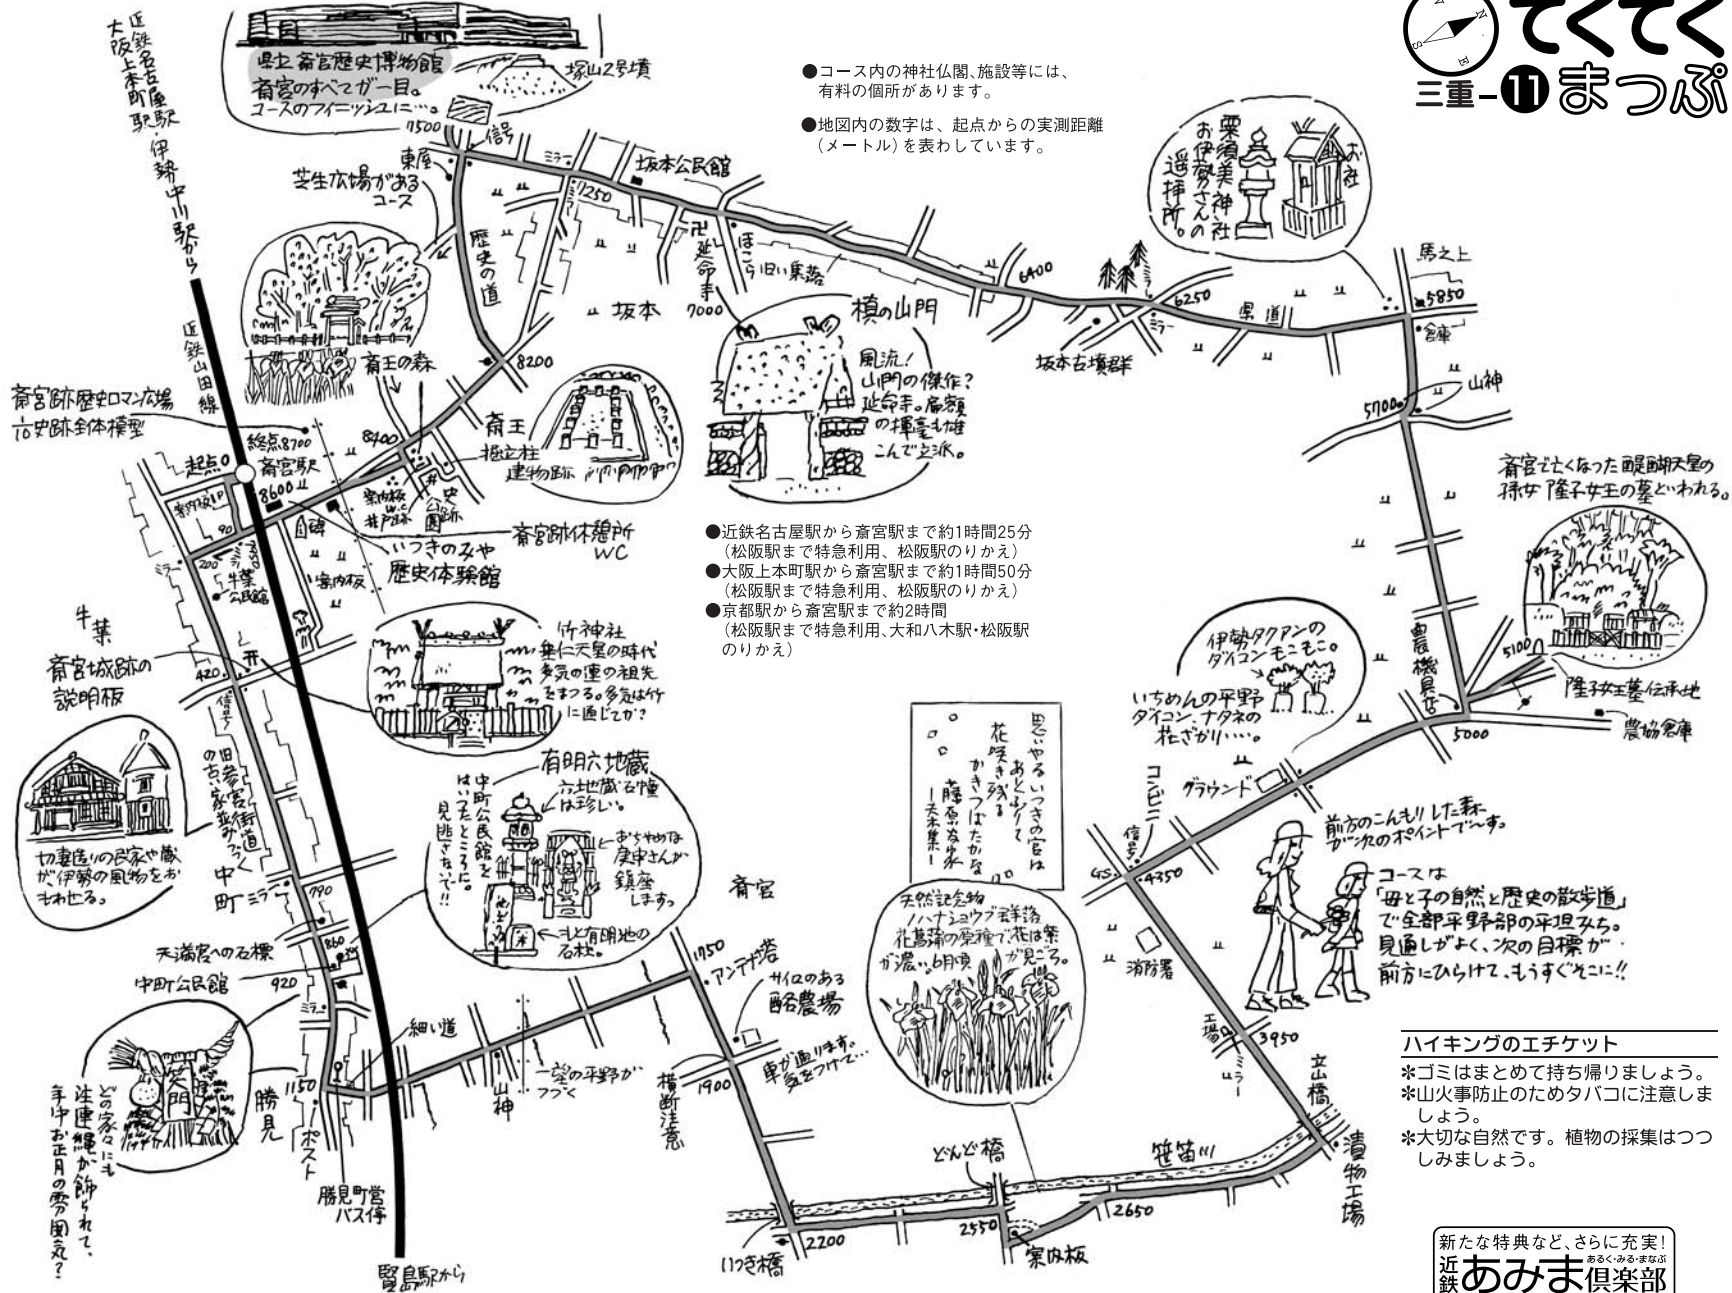 てくてく
まっぷ
三重-11
N
S
E
●コース内の神社仏閣、施設等には、
有料の個所があります。
●地図内の数字は、起点からの実測距離
(メートル)を表わしています。
近鉄名古屋駅・伊勢中川駅から
大阪上本町駅
県立斎宮歴史博物館
斎宮のすべてが一目。
コースのフィニッシュに…。
塚山2号墳
7500
信号
東屋
芝生広場がある
コース
ミラー
ミラー
7250
坂本公民館
歴史の道
延命寺
7000
ほこら
旧い集落
坂本
6400
ミラー
6250
ミラー
坂本古墳群
県道
粟須美神社
お伊勢さんの
遥拝所。
お社
馬之上
5850
倉庫
山神
5700
近鉄山田線
斎王の森
8200
槙の山門
風流!
山門の傑作?
延命寺。扁額
の揮毫も雄
こんで立派。
斎王
掘立柱
建物跡
斎宮跡歴史ロマン広場
1/10史跡全体模型
終点8700
8400
起点0
斎宮駅
8600
案内板
P
90
案内板
W.C
井戸跡
史跡
公園
碑
斎宮跡休憩所
WC
いつきのみや
歴史体験館
ミラー
200
牛葉
公民館
案内板
●近鉄名古屋駅から斎宮駅まで約1時間25分
(松阪駅まで特急利用、松阪駅のりかえ)
●大阪上本町駅から斎宮駅まで約1時間50分
(松阪駅まで特急利用、松阪駅のりかえ)
●京都駅から斎宮駅まで約2時間
(松阪駅まで特急利用、大和八木駅・松阪駅
のりかえ)
斎宮で亡くなった醍醐天皇の
孫女 隆子女王の墓といわれる。
5100
隆子女王墓伝承地
農協倉庫
農機具店
5000
牛葉
斎宮城跡の
説明板
420
信号
竹神社
垂仁天皇の時代
多気の連の祖先
をまつる。多気は竹
に通じてか?
伊勢タクアンの
ダイコン もこもこ。
いちめんの平野
ダイコン、ナタネの
花ざかり……。
グラウンド
旧参宮街道
の古い家並みつづく
切妻造りの民家や蔵
が、伊勢の風物をお
もわせる。
中町
ミラー
790
有明六地蔵
六地蔵石幢
は珍しい。
中町公民館を
はいったところに。
見逃さないで!!
おちゃめな
庚申さんが
鎮座
します。
もと有明池の
石杜。
斎宮
思いやるいつきの宮は
あとふりて
花咲き残る
かきつばたかな
天然記念物
ノハナショウブ群落
花菖蒲の原種で、花は紫
が濃い。6月頃が見ごろ。
コンビニ
信号
GS
4350
前方のこんもりした森
が次のポイントで〜す。
コースは
「母と子の自然と歴史の散歩道」
で全部平野部の平坦みち。
見通しがよく、次の目標が
前方にひらけて、もうすぐそこに!!
消防署
工場
ミラー
3950
天満宮への石標
860
中町公民館
920
ミラー
細い道
1150
勝見
ポスト
勝見町営
バス停
笑門
どの家々にも
注連縄が飾られて、
年中お正月の雰囲気?
山神
一望の平野が
つづく
1750
アンテナ塔
サイロのある
酪農場
車が通ります。
気をつけて…
1900
横断注意
いつき橋
2200
どんど橋
2550
案内板
2650
笹笛川
立山橋
漬物工場
賢島駅から
ハイキングのエチケット
✻ゴミはまとめて持ち帰りましょう。
✻山火事防止のためタバコに注意しま
しょう。
✻大切な自然です。植物の採集はつつ
しみましょう。
新たな特典など、さらに充実!
近鉄
あみま倶楽部
あるく・みる・まなぶ